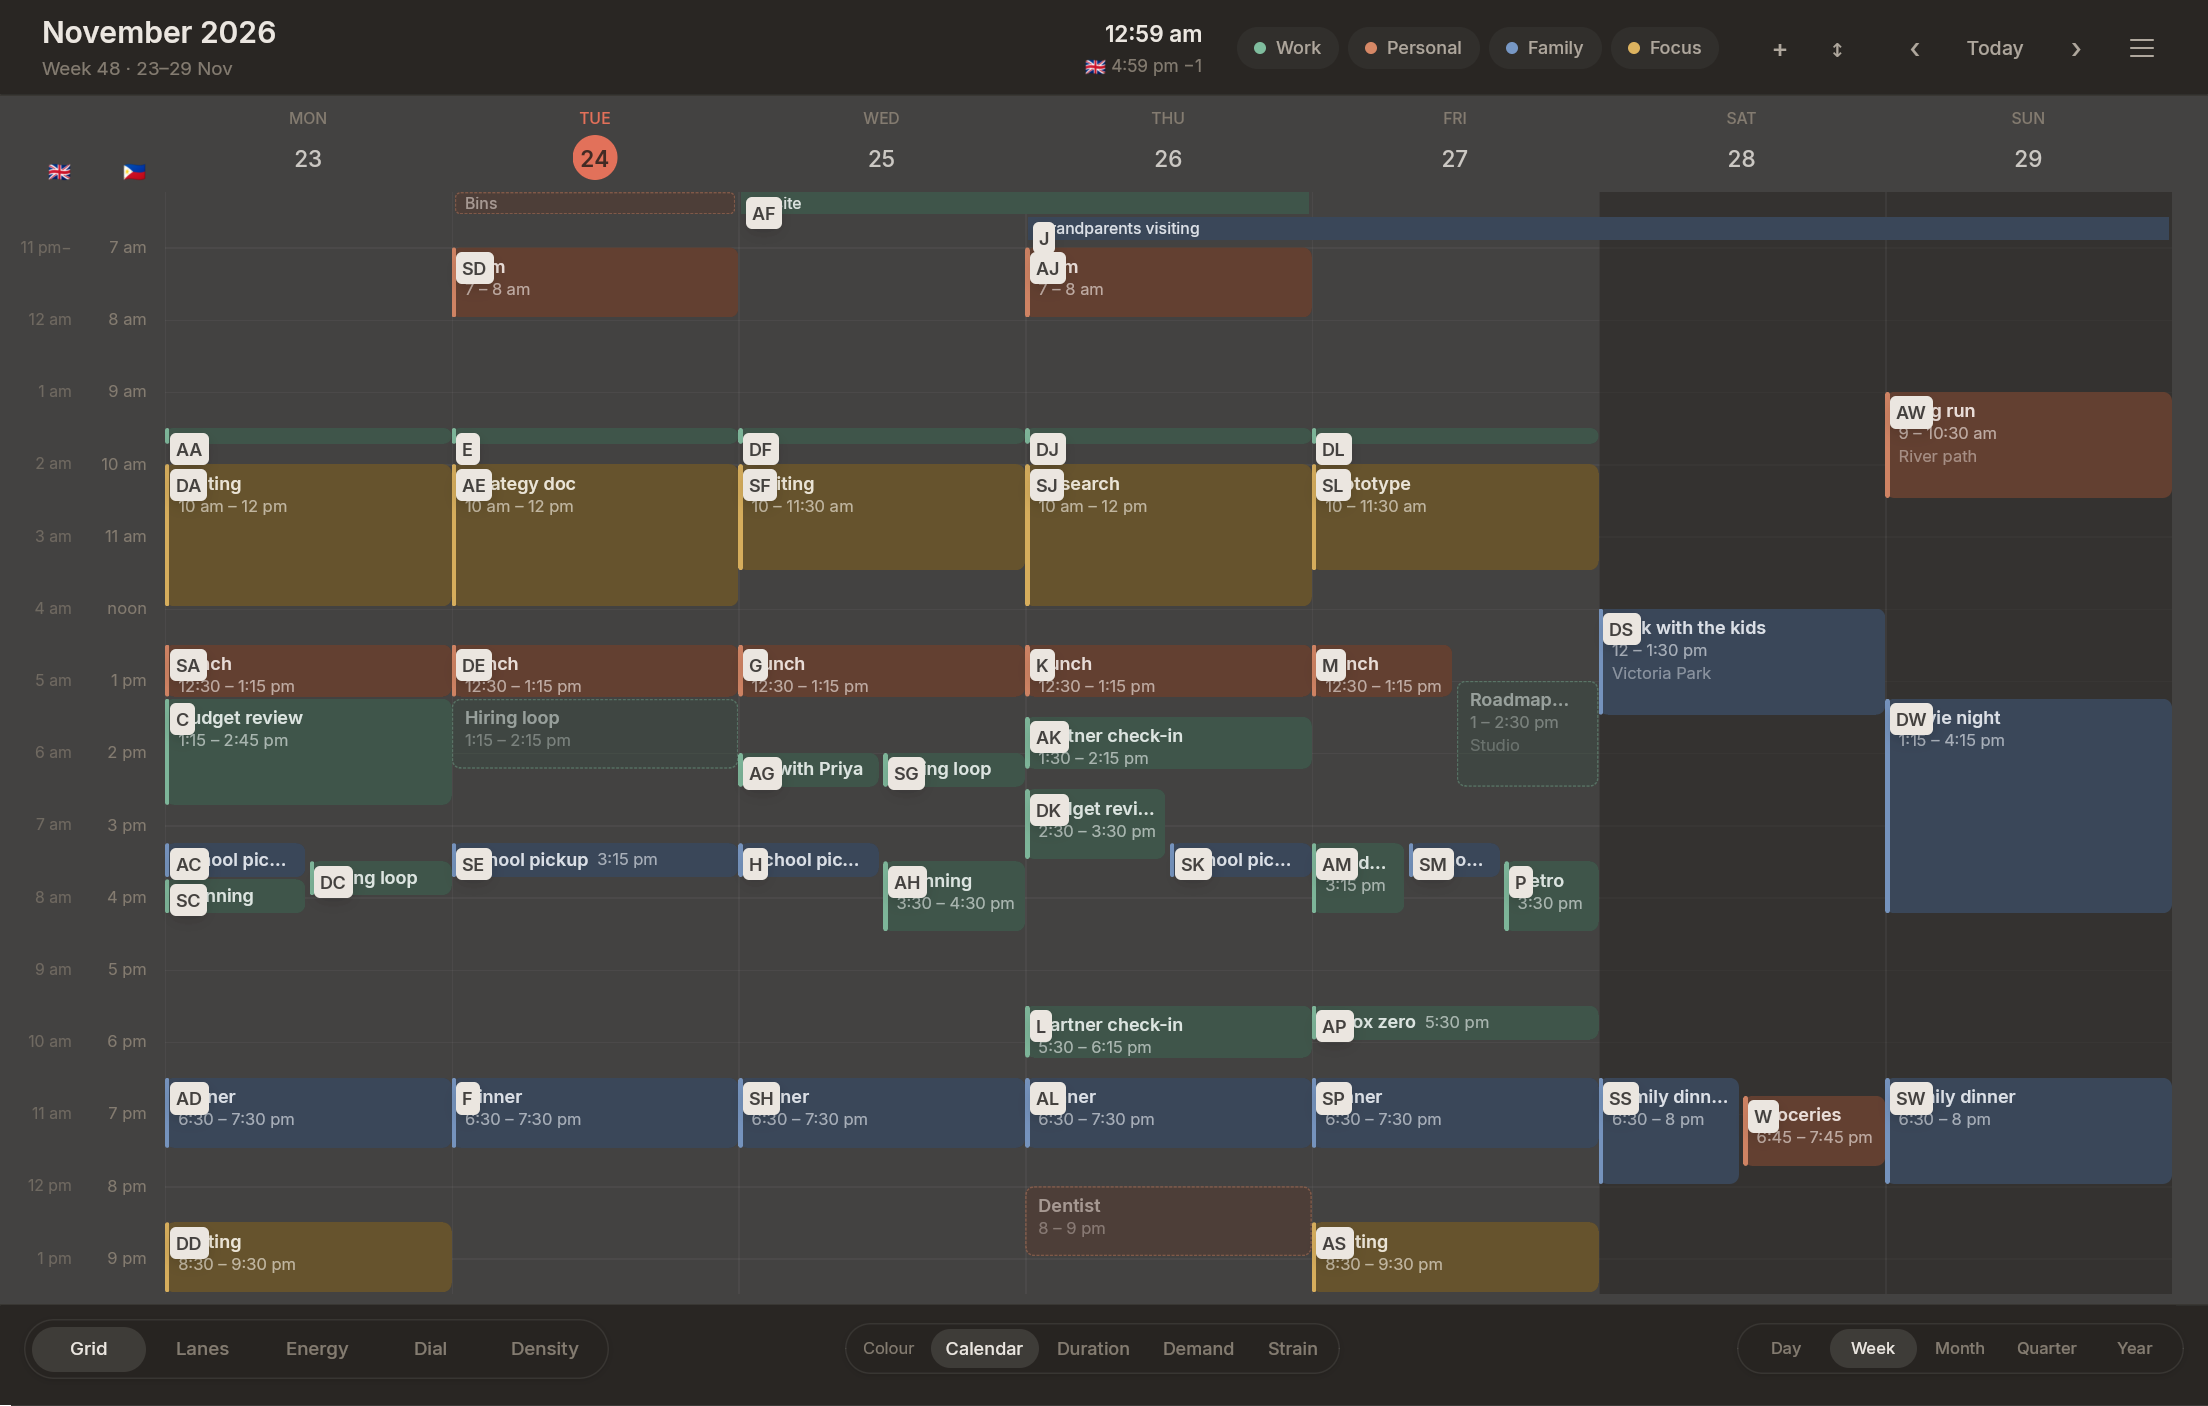 November 2026
Week 48 · 23–29 Nov
12:59 am
4:59 pm −1
Work
Personal
Family
Focus
+
Today
MON
TUE
WED
THU
FRI
SAT
SUN
23
24
25
26
27
28
29
Bins
AF ite
J andparents visiting
11 pm– 7 am
12 am 8 am
1 am 9 am
2 am 10 am
3 am 11 am
4 am noon
5 am 1 pm
6 am 2 pm
7 am 3 pm
8 am 4 pm
9 am 5 pm
10 am 6 pm
11 am 7 pm
12 pm 8 pm
1 pm 9 pm
AA
DA ting
10 am – 12 pm
SA nch
12:30 – 1:15 pm
C udget review
1:15 – 2:45 pm
AC ool pic…
SC nning
DC ng loop
AD ner
6:30 – 7:30 pm
DD ting
8:30 – 9:30 pm
SD m
7 – 8 am
E
AE ategy doc
10 am – 12 pm
DE nch
12:30 – 1:15 pm
Hiring loop
1:15 – 2:15 pm
SE hool pickup 3:15 pm
F inner
6:30 – 7:30 pm
DF
SF iting
10 – 11:30 am
G unch
12:30 – 1:15 pm
AG with Priya
SG ing loop
H chool pic…
AH nning
3:30 – 4:30 pm
SH ner
6:30 – 7:30 pm
AJ m
7 – 8 am
DJ
SJ search
10 am – 12 pm
K unch
12:30 – 1:15 pm
AK tner check-in
1:30 – 2:15 pm
DK get revi…
2:30 – 3:30 pm
SK hool pic…
L artner check-in
5:30 – 6:15 pm
AL ner
6:30 – 7:30 pm
Dentist
8 – 9 pm
DL
SL ototype
10 – 11:30 am
M nch
12:30 – 1:15 pm
Roadmap…
1 – 2:30 pm
Studio
AM d…
3:15 pm
SM o…
P etro
3:30 pm
AP ox zero 5:30 pm
SP ner
6:30 – 7:30 pm
AS ting
8:30 – 9:30 pm
DS k with the kids
12 – 1:30 pm
Victoria Park
SS mily dinn…
6:30 – 8 pm
W oceries
6:45 – 7:45 pm
AW g run
9 – 10:30 am
River path
DW vie night
1:15 – 4:15 pm
SW ily dinner
6:30 – 8 pm
Grid
Lanes
Energy
Dial
Density
Colour
Calendar
Duration
Demand
Strain
Day
Week
Month
Quarter
Year